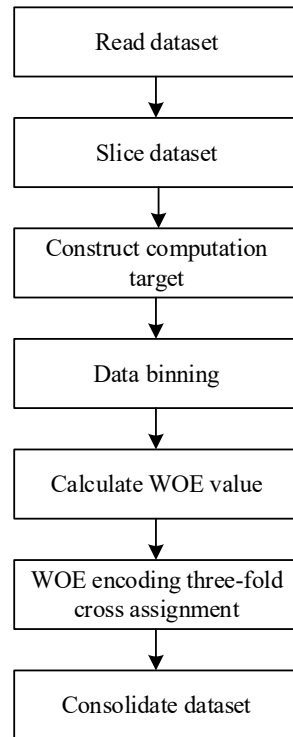 Read dataset
Slice dataset
Construct computation
target
Data binning
Calculate WOE value
WOE encoding three-fold
cross assignment
Consolidate dataset